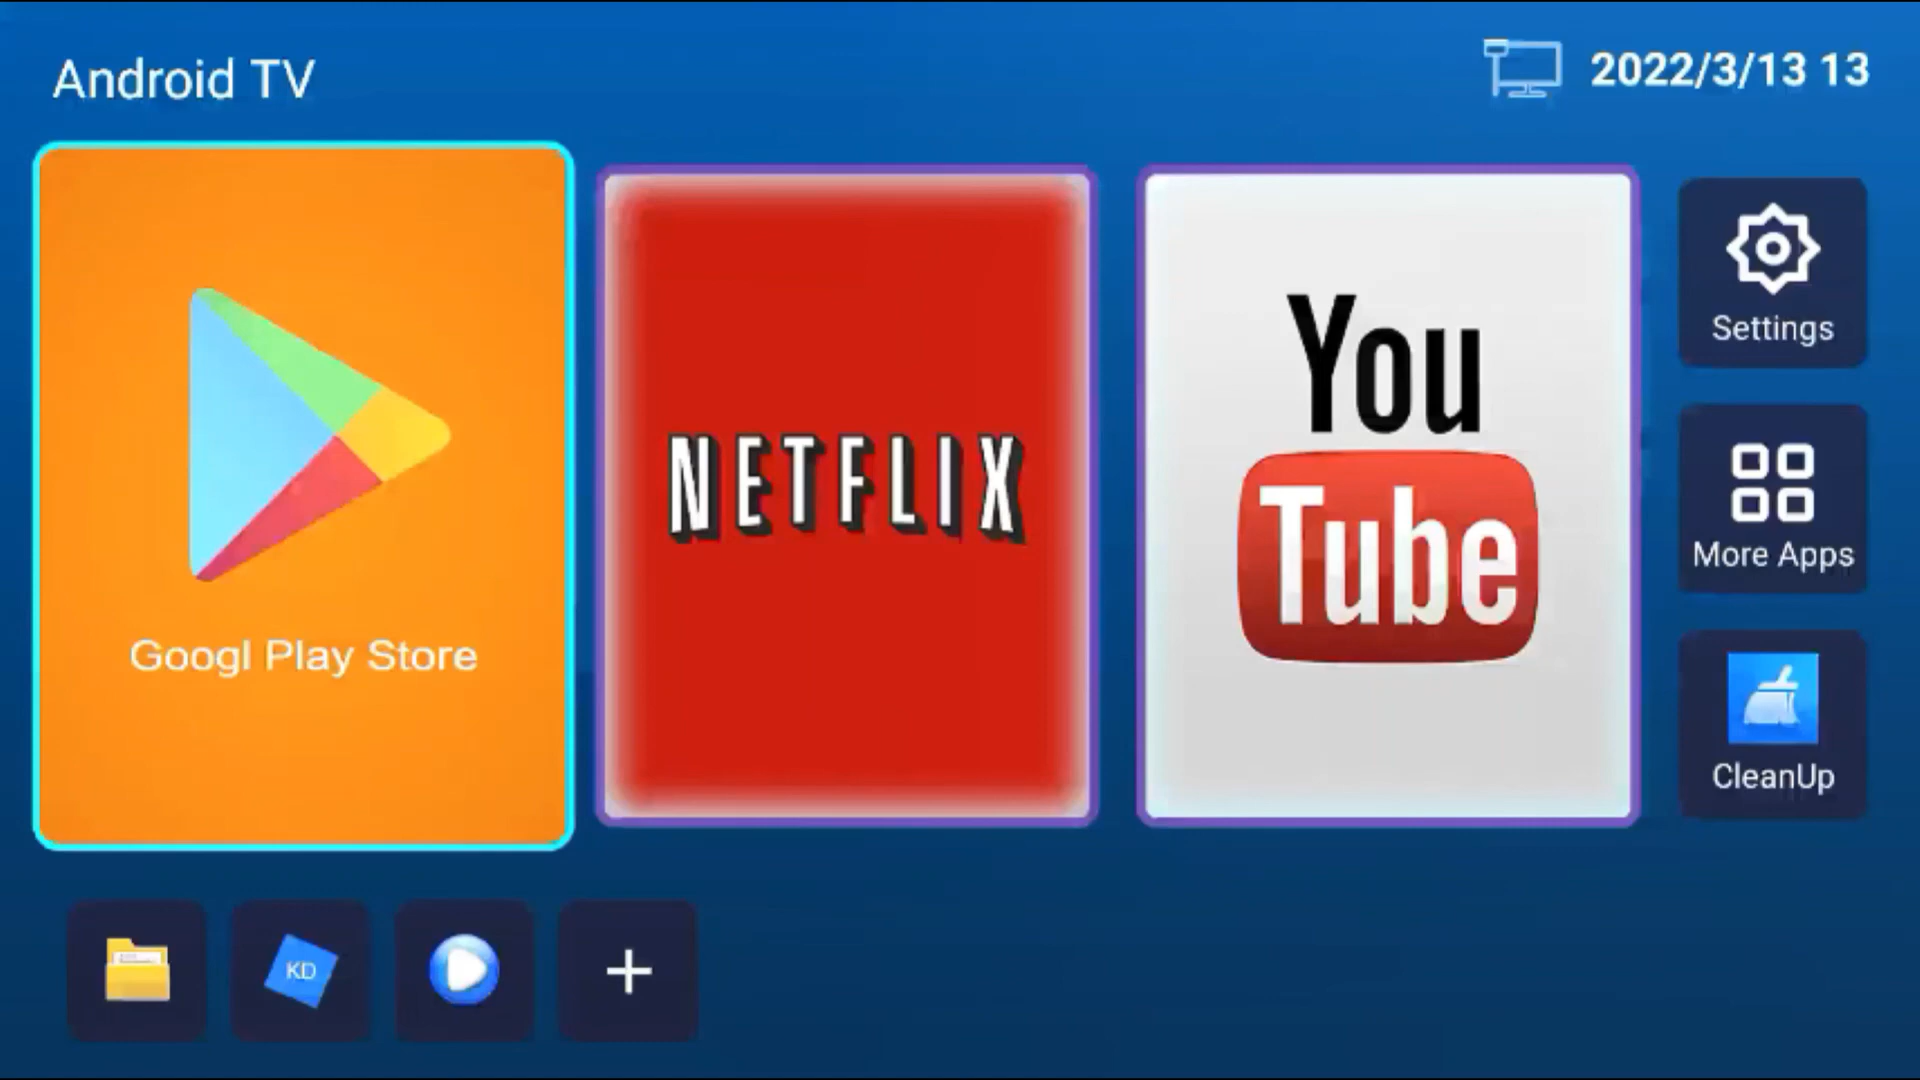 Android TV
2022/3/13 13
Googl Play Store
NETFLIX
You
Tube
Settings
More Apps
CleanUp
KD